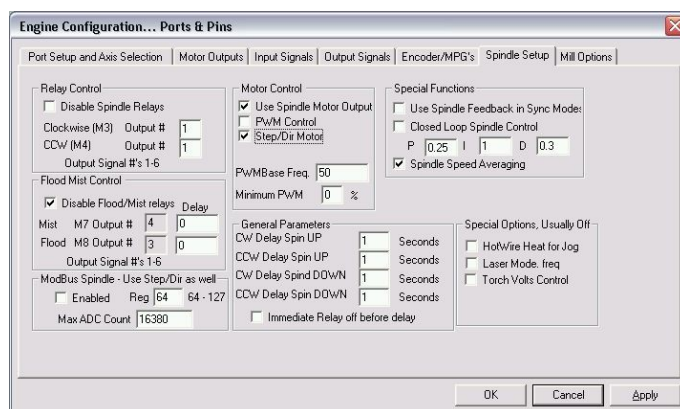 Engine Configuration... Ports & Pins
Port Setup and Axis Selection
Motor Outputs
Input Signals
Output Signals
Encoder/MPG's
Spindle Setup
Mill Options
Relay Control
Disable Spindle Relays
Clockwise (M3) Output # 1
CCW (M4) Output # 1
Output Signal #'s 1-6
Flood Mist Control
Disable Flood/Mist relays Delay
Mist M7 Output # 4 0
Flood M8 Output # 3 0
Output Signal #'s 1-6
ModBus Spindle - Use Step/Dir as well
Enabled Reg 64 64 - 127
Max ADC Count 16380
Motor Control
Use Spindle Motor Output
PWM Control
Step/Dir Motor
PWMBase Freq. 50
Minimum PWM 0 %
General Parameters
CW Delay Spin UP 1 Seconds
CCW Delay Spin UP 1 Seconds
CW Delay Spind DOWN 1 Seconds
CCW Delay Spin DOWN 1 Seconds
Immediate Relay off before delay
Special Functions
Use Spindle Feedback in Sync Modes
Closed Loop Spindle Control
P 0.25 I 1 D 0.3
Spindle Speed Averaging
Special Options, Usually Off
HotWire Heat for Jog
Laser Mode. freq
Torch Volts Control
OK
Cancel
Apply